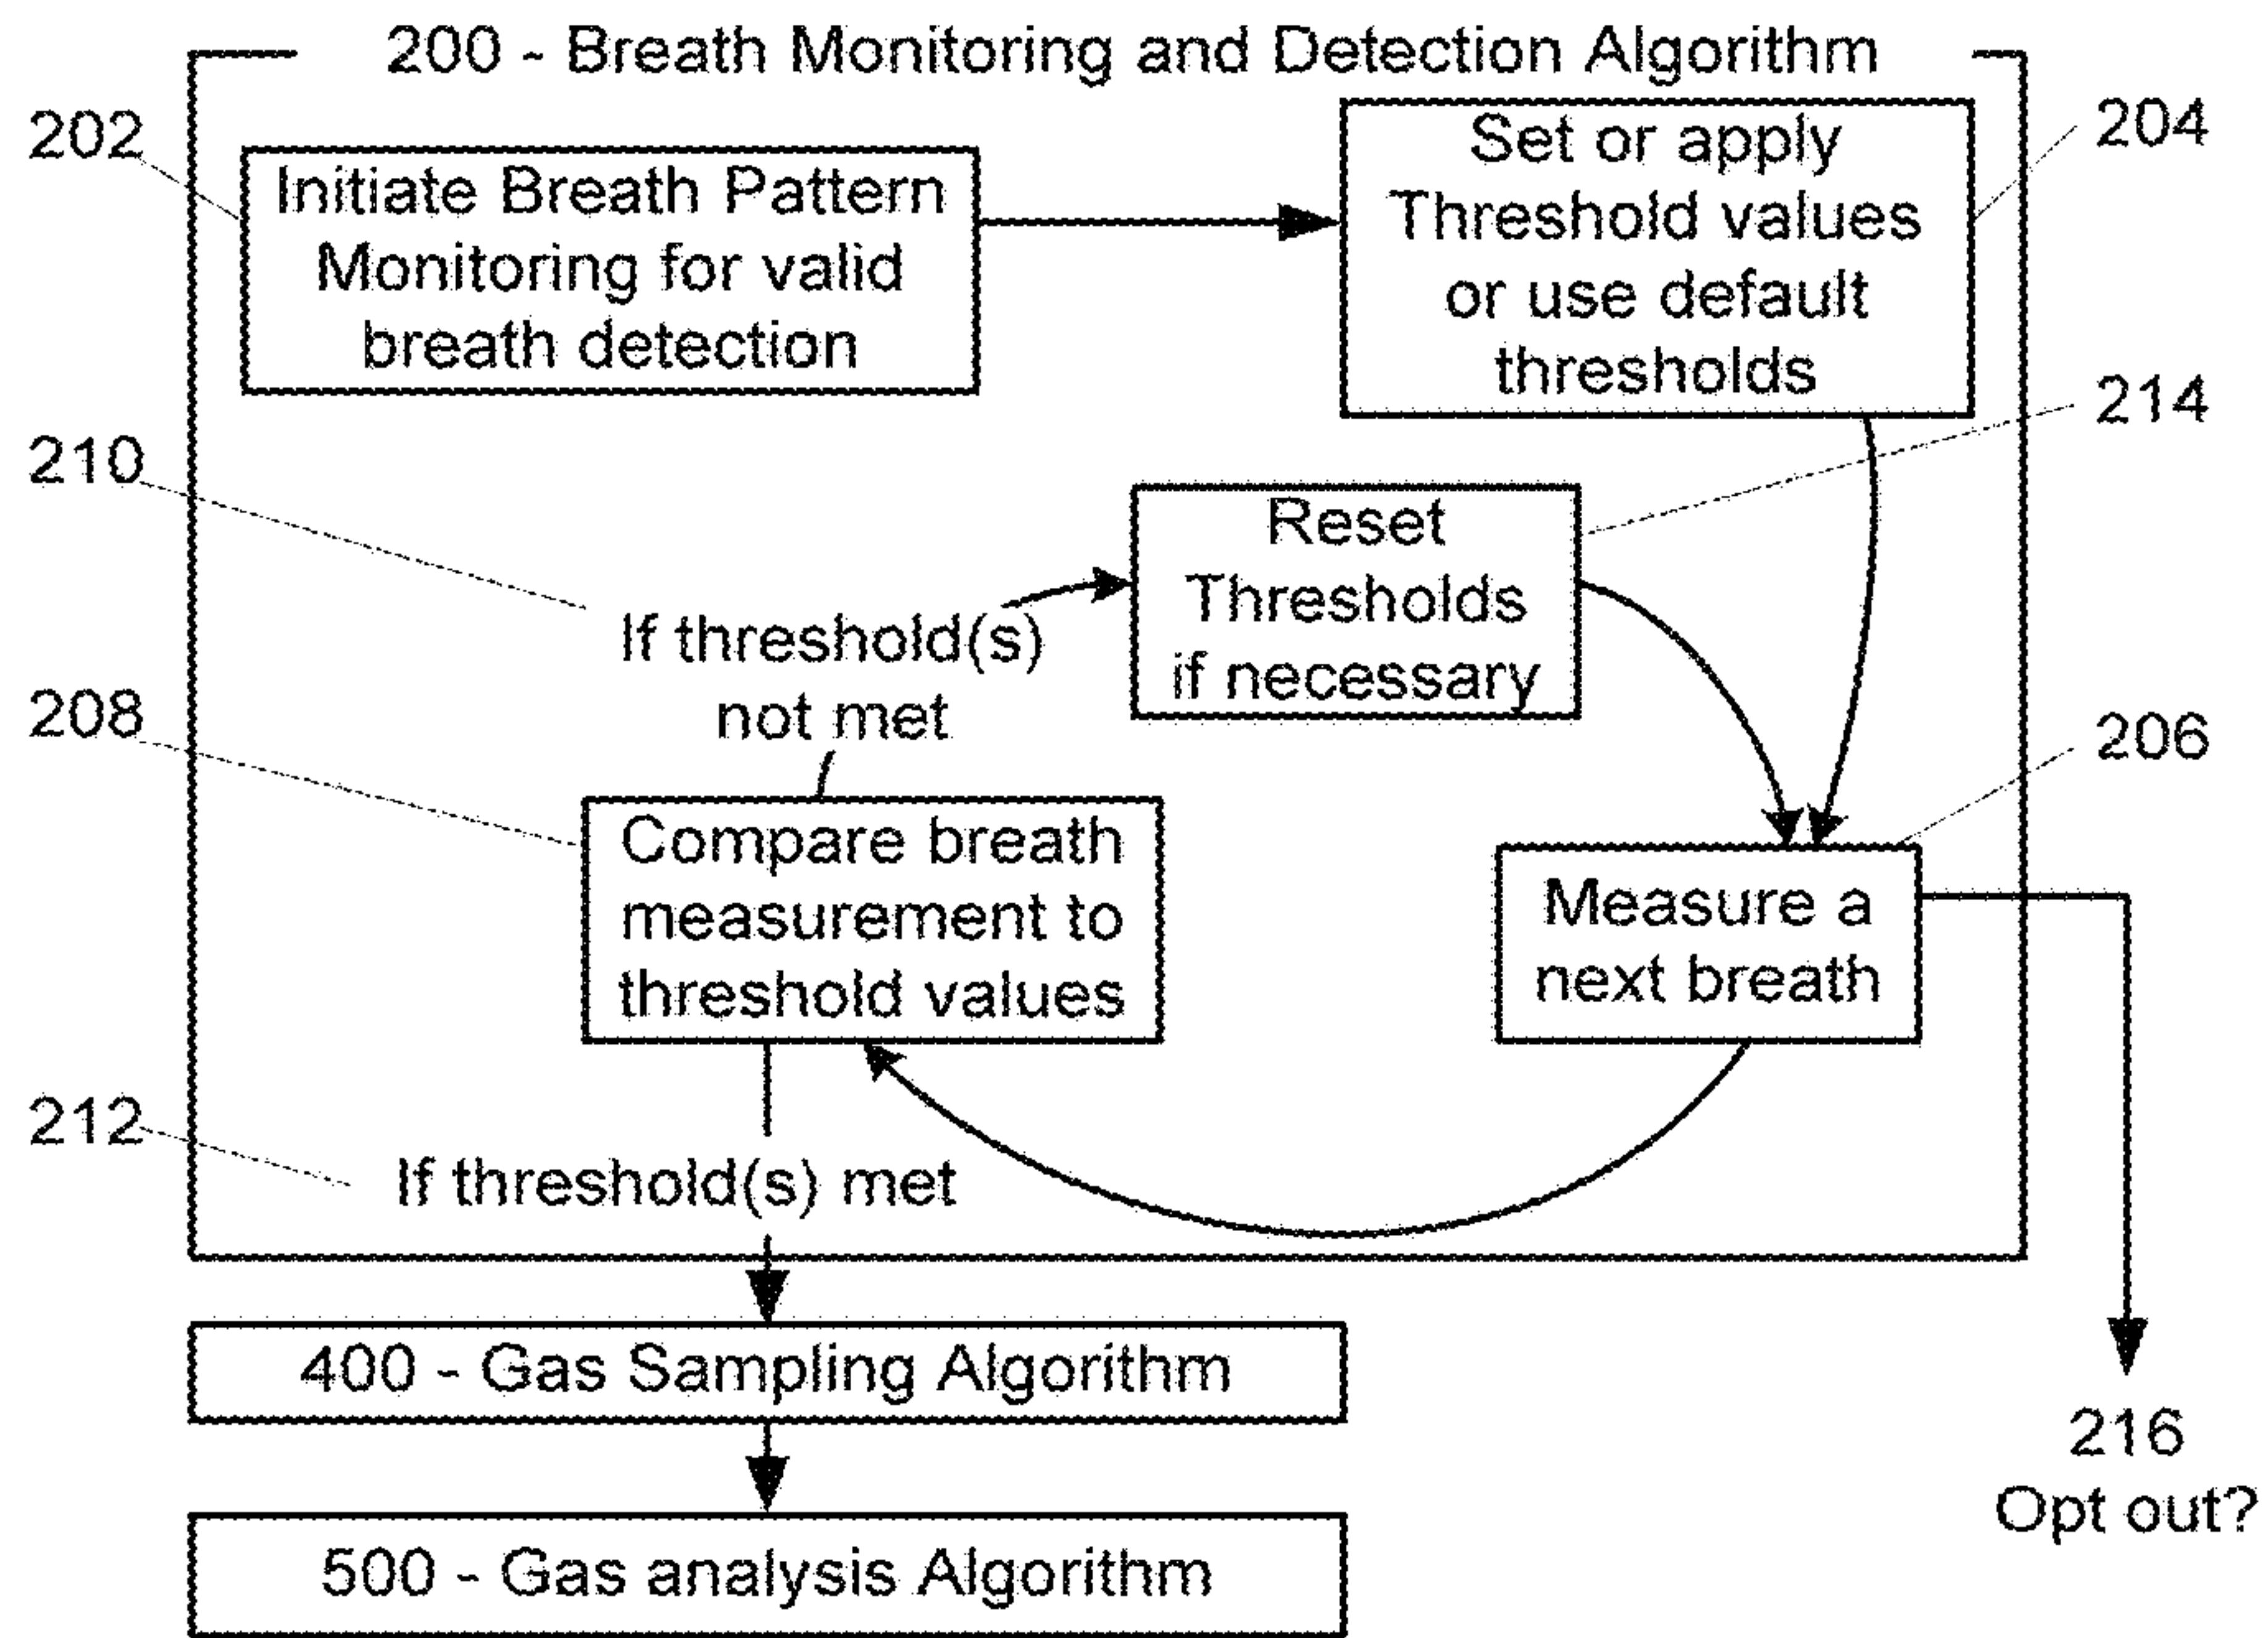 200 - Breath Monitoring and Detection Algorithm
202
Initiate Breath Pattern
Monitoring for valid
breath detection
Set or apply
Threshold values
or use default
thresholds
204
214
210
Reset
Thresholds
if necessary
If threshold(s)
not met
208
206
Compare breath
measurement to
threshold values
Measure a
next breath
212
If threshold(s) met
400 - Gas Sampling Algorithm
216
Opt out?
500 - Gas analysis Algorithm